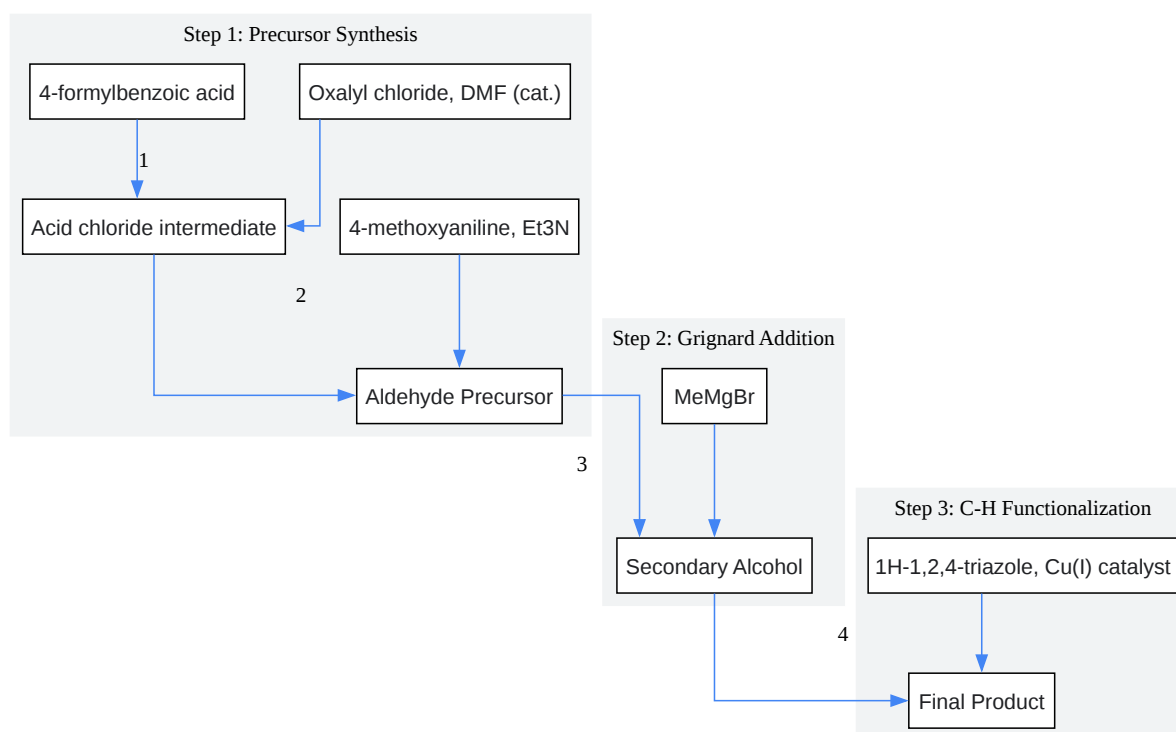 Step 1: Precursor Synthesis
4-formylbenzoic acid
Oxalyl chloride, DMF (cat.)
1
Acid chloride intermediate
4-methoxyaniline, Et3N
2
Step 2: Grignard Addition
Aldehyde Precursor
MeMgBr
3
Step 3: C-H Functionalization
Secondary Alcohol
1H-1,2,4-triazole, Cu(I) catalyst
4
Final Product